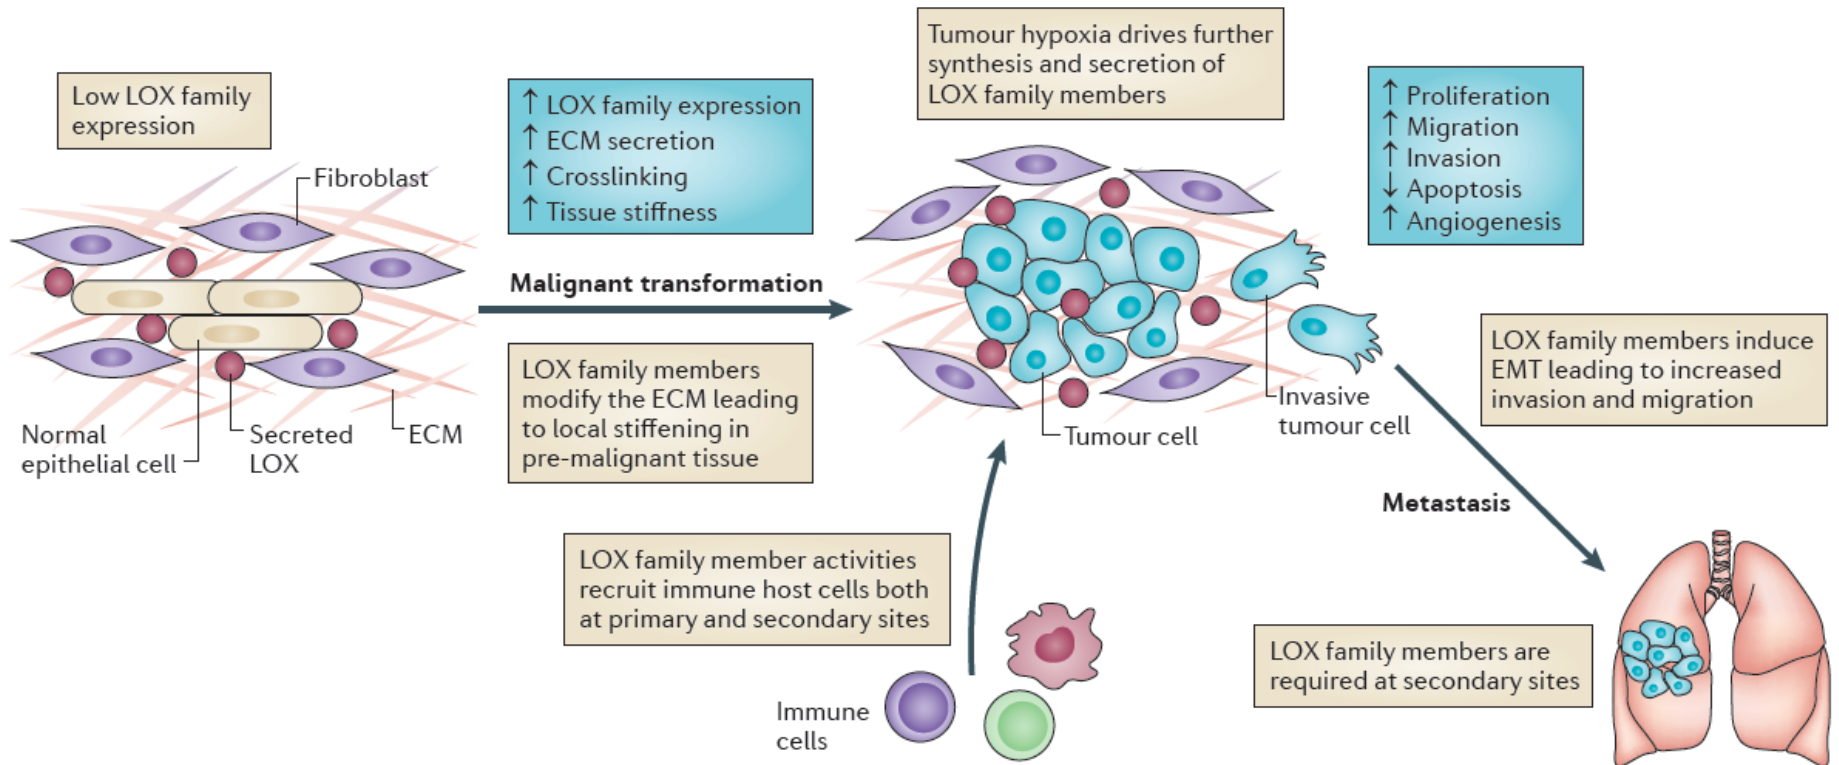 Low LOX family
expression
Fibroblast
Normal
epithelial cell
Secreted
LOX
ECM
↑ LOX family expression
↑ ECM secretion
↑ Crosslinking
↑ Tissue stiffness
Malignant transformation
LOX family members
modify the ECM leading
to local stiffening in
pre-malignant tissue
Tumour hypoxia drives further
synthesis and secretion of
LOX family members
↑ Proliferation
↑ Migration
↑ Invasion
↓ Apoptosis
↑ Angiogenesis
Tumour cell
Invasive
tumour cell
LOX family members induce
EMT leading to increased
invasion and migration
Metastasis
LOX family member activities
recruit immune host cells both
at primary and secondary sites
Immune
cells
LOX family members are
required at secondary sites